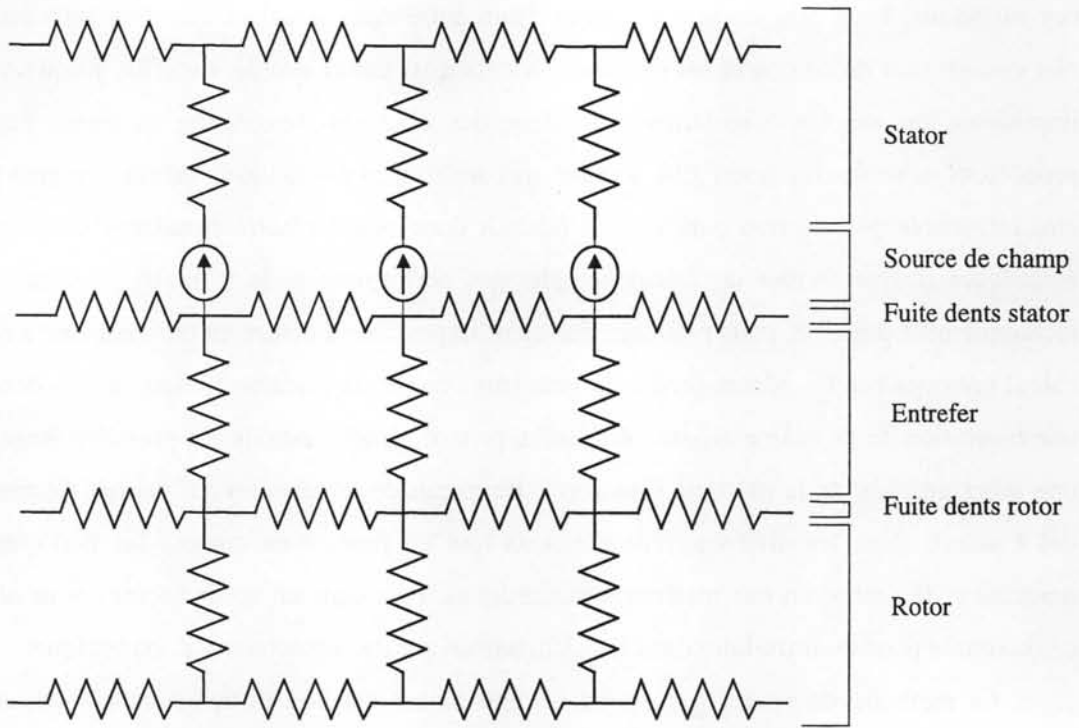 Stator
Source de champ
Fuite dents stator
Entrefer
Fuite dents rotor
Rotor